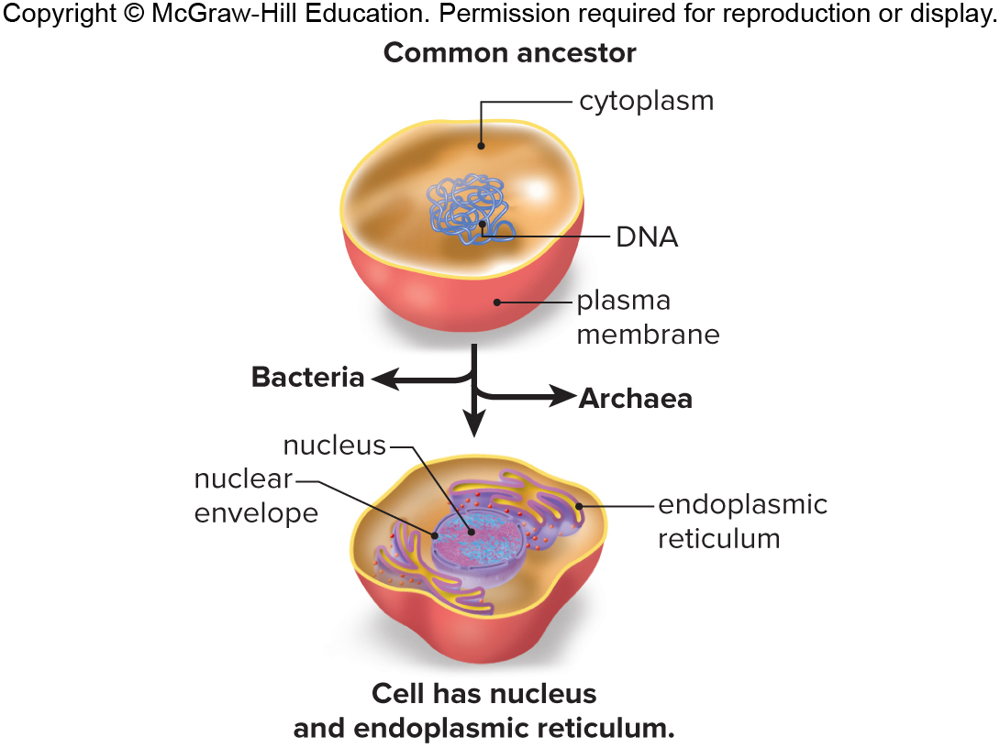 Copyright © McGraw-Hill Education. Permission required for reproduction or display.
Common ancestor
cytoplasm
DNA
plasma
membrane
Bacteria
Archaea
nucleus
nuclear
envelope
endoplasmic
reticulum
Cell has nucleus
and endoplasmic reticulum.